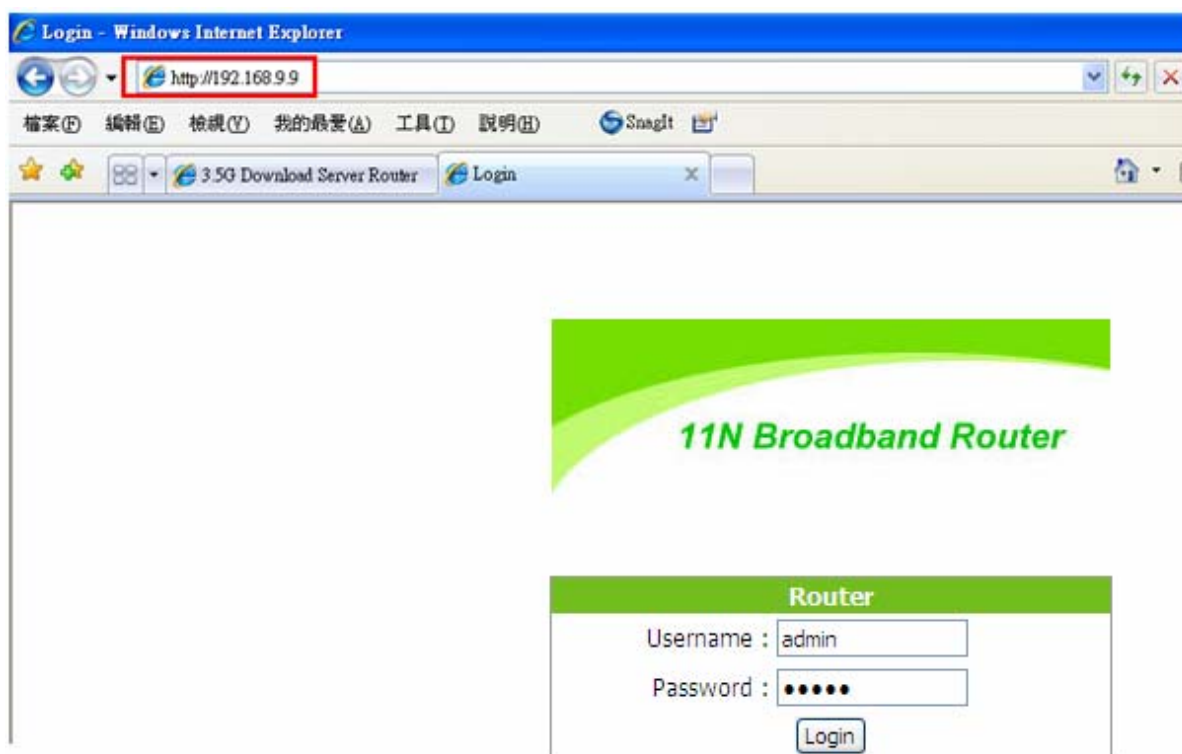 Login - Windows Internet Explorer
http://192.168.9.9
檔案(F) 編輯(E) 檢視(V) 我的最愛(A) 工具(T) 說明(H) SnagIt
3.5G Download Server Router Login
11N Broadband Router
Router
Username : admin
Password : •••••
Login